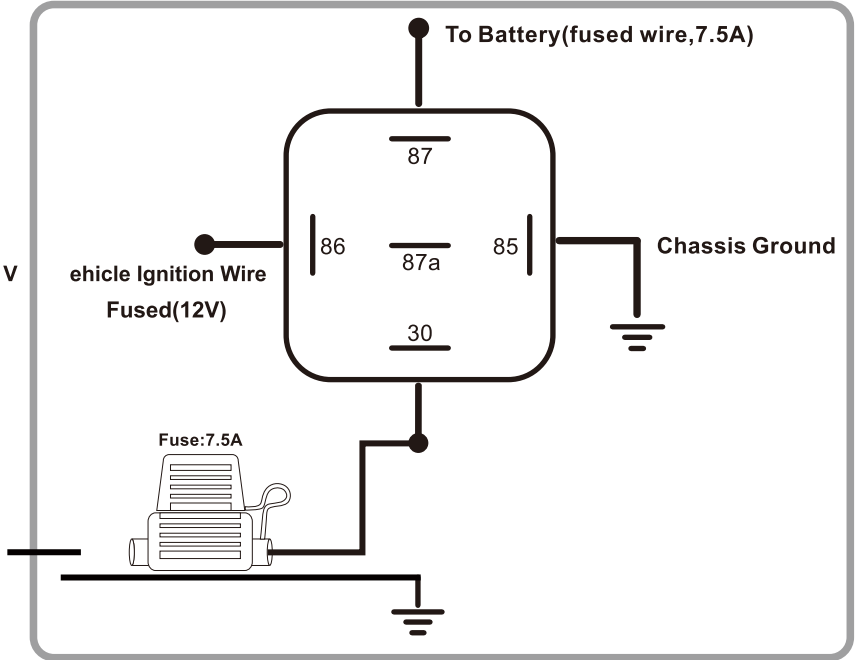 To Battery(fused wire,7.5A)
87
86
87a
85
Chassis Ground
V ehicle Ignition Wire
Fused(12V)
30
Fuse:7.5A